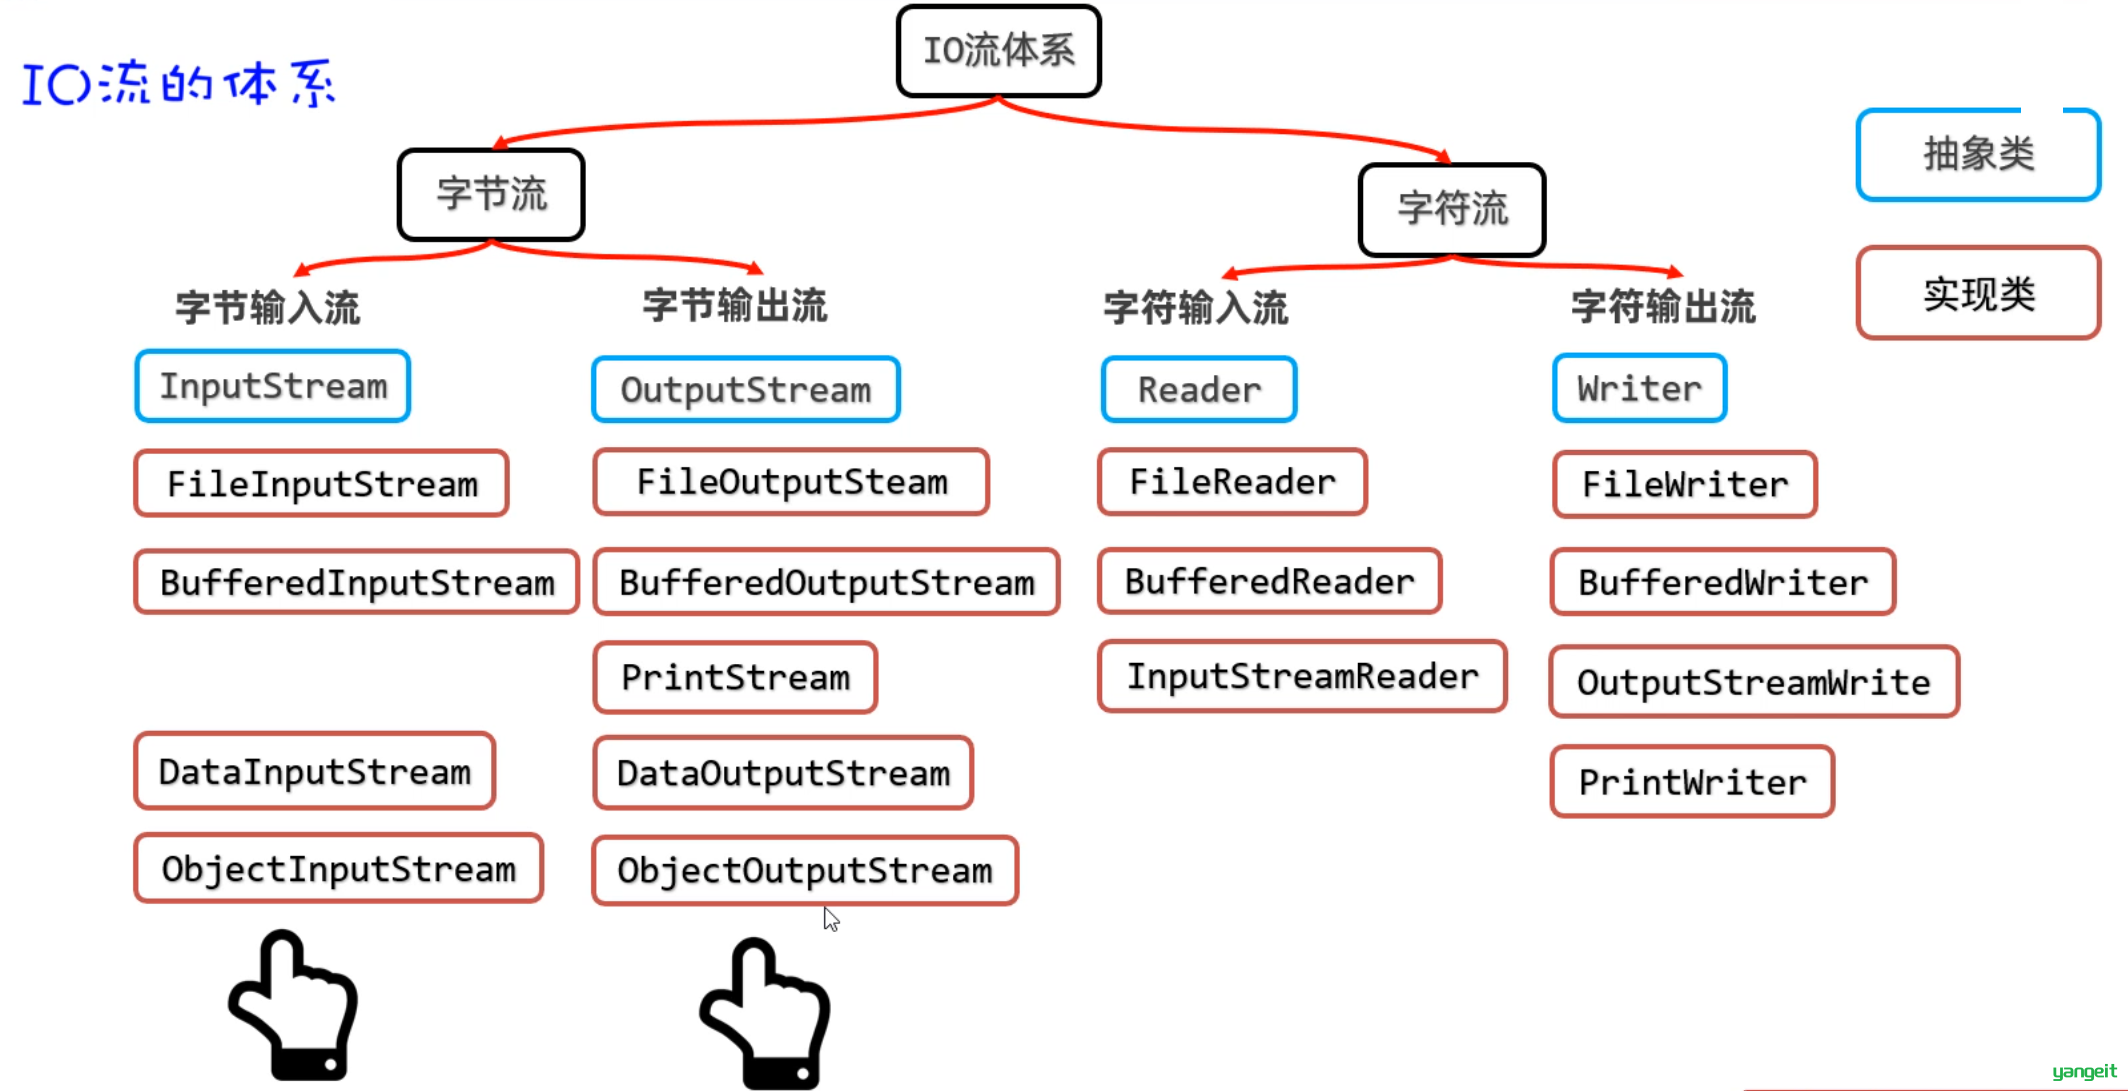 IO流的体系
IO流体系
字节流
字符流
抽象类
实现类
字节输入流
字节输出流
字符输入流
字符输出流
InputStream
OutputStream
Reader
Writer
FileInputStream
FileOutputSteam
FileReader
FileWriter
BufferedInputStream
BufferedOutputStream
BufferedReader
BufferedWriter
PrintStream
InputStreamReader
OutputStreamWrite
DataInputStream
DataOutputStream
PrintWriter
ObjectInputStream
ObjectOutputStream
yangeit